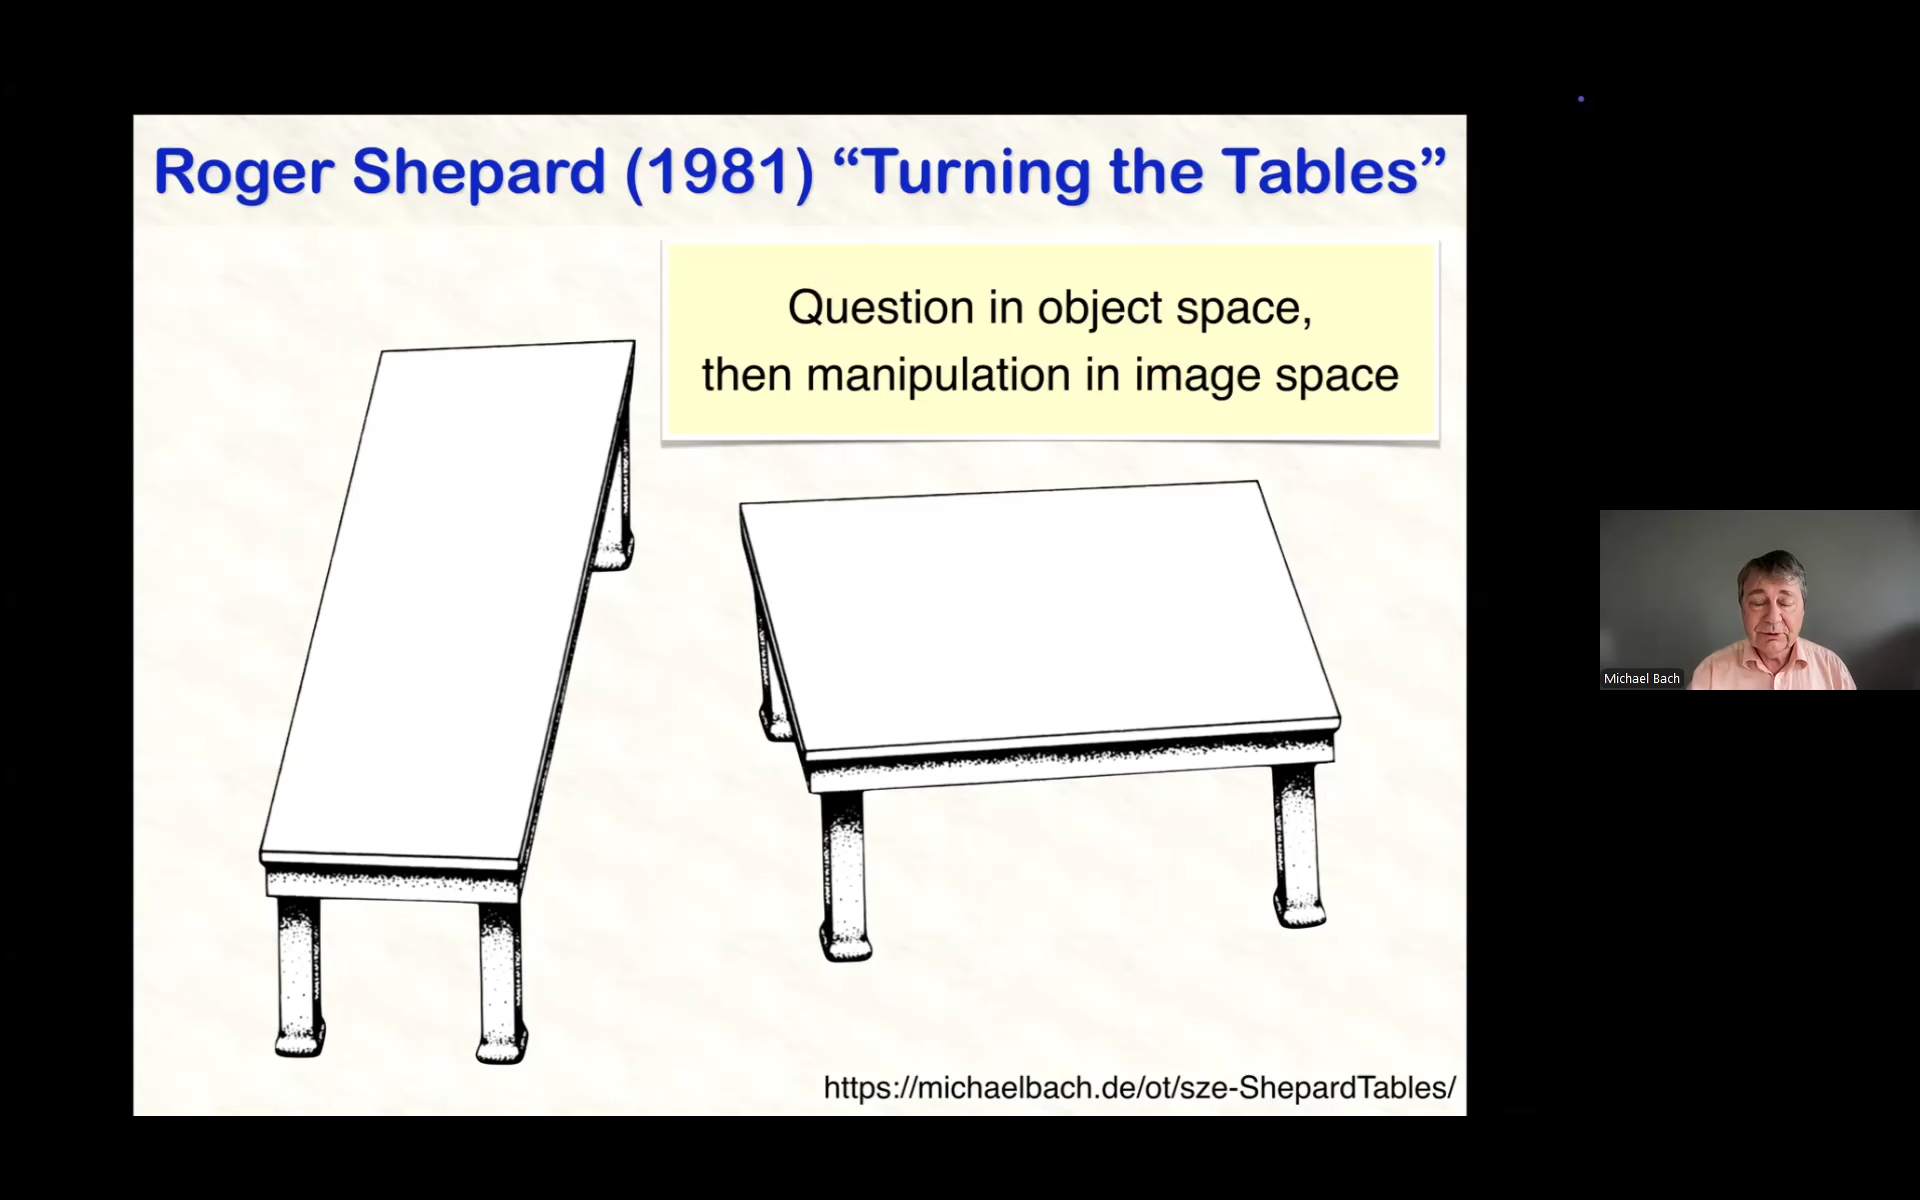 Roger Shepard (1981) “Turning the Tables”
Question in object space,
then manipulation in image space
Michael Bach
https://michaelbach.de/ot/sze-ShepardTables/